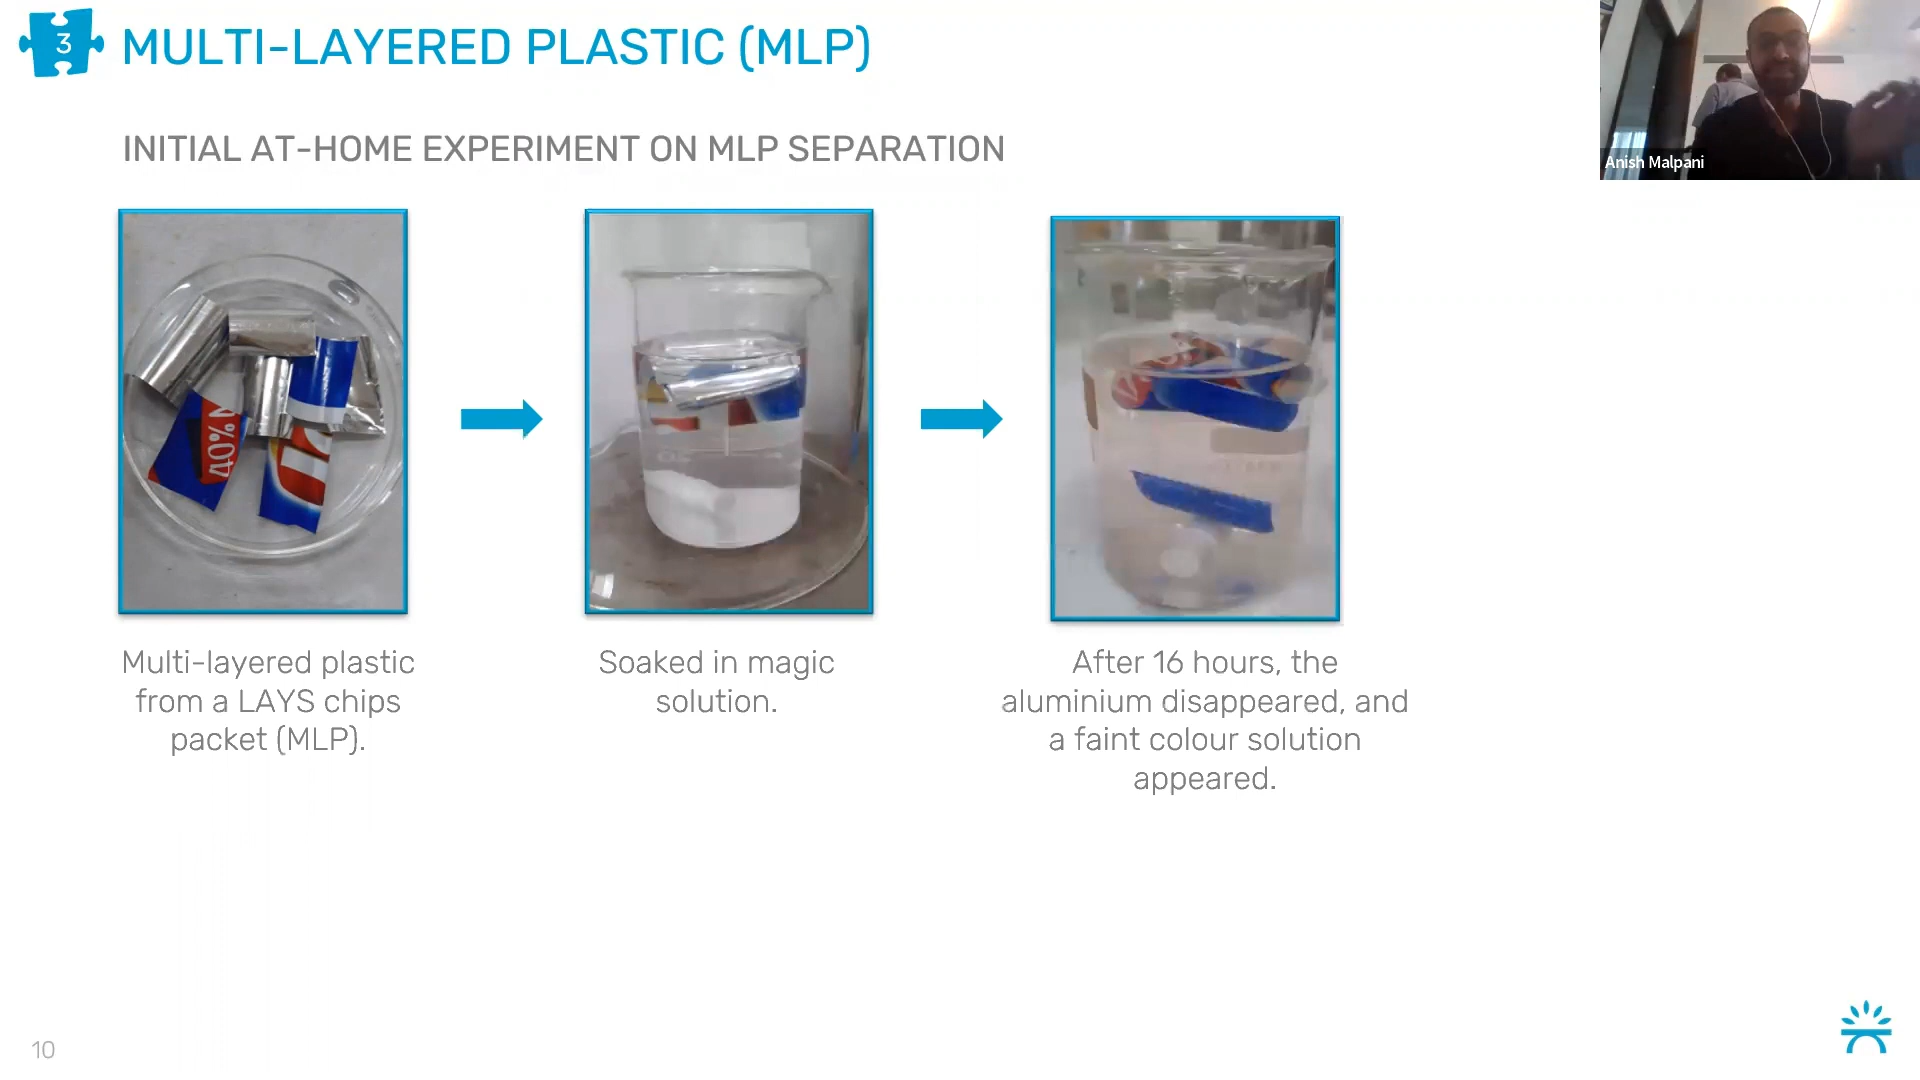 3
MULTI-LAYERED PLASTIC (MLP)
INITIAL AT-HOME EXPERIMENT ON MLP SEPARATION
Anish Malpani
40%
Multi-layered plastic
from a LAYS chips
packet (MLP).
Soaked in magic
solution.
After 16 hours, the
aluminium disappeared, and
a faint colour solution
appeared.
10